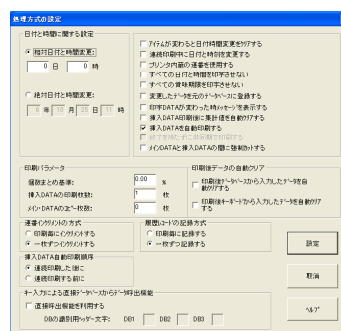 処理方式の設定
日付と時間に関する設定
相対日付と時間変更:
0 日 0 時
絶対日付と時間変更:
6 年 10 月 25 日 11 時
アイテムが変わると日付時間変更をクリアする
連続印刷中に日付と時刻を変更する
プリンタ内蔵の連番を使用する
すべての日付と時間を印字させない
すべての賞味期限を印字させない
変更したデータを元のデータベースに登録する
印字DATAが変わった時メッセージを表示する
挿入DATA印刷後に集計値を自動クリアする
挿入DATAを自動印刷する
メインDATAと挿入DATAの間に強制カットする
印刷パラメータ
梱数まとめ基準:
0.00 %
挿入DATAの印刷枚数:
1 枚
メイン・DATAのコピー枚数:
0 枚
印刷後データの自動クリア
印刷後データベースから入力したデータを自動クリアする
印刷後キーボードから入力したデータを自動クリアする
連番インクリメントの方式
印刷毎にインクリメントする
一枚ずつインクリメントする
履歴レコードの記録方式
印刷毎に記録する
一枚ずつ記録する
挿入DATA自動印刷順序
連続印刷した後に
連続印刷する前に
キー入力による直接データベースからデータ呼出機能
直接呼出機能を利用する
DBの識別用ヘッダー文字: DB1 DB2 DB3
設定
取消
ヘルプ